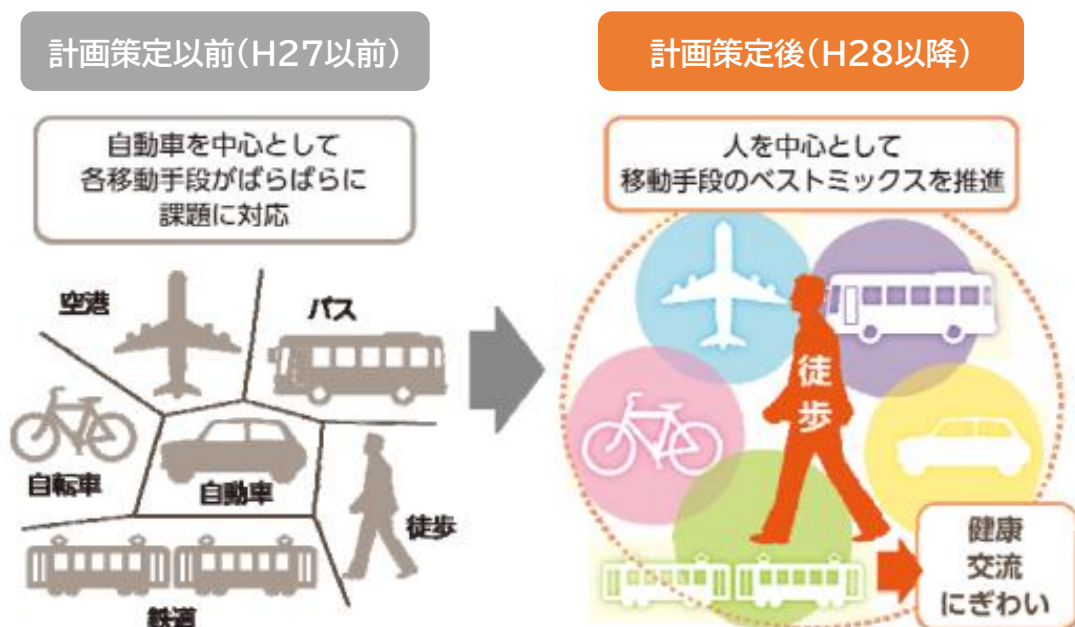 計画策定以前(H27以前)
自動車を中心として
各移動手段がばらばらに
課題に対応
空港
バス
自転車
自動車
徒歩
鉄道
計画策定後(H28以降)
人を中心として
移動手段のベストミックスを推進
徒歩
健康
交流
にぎわい